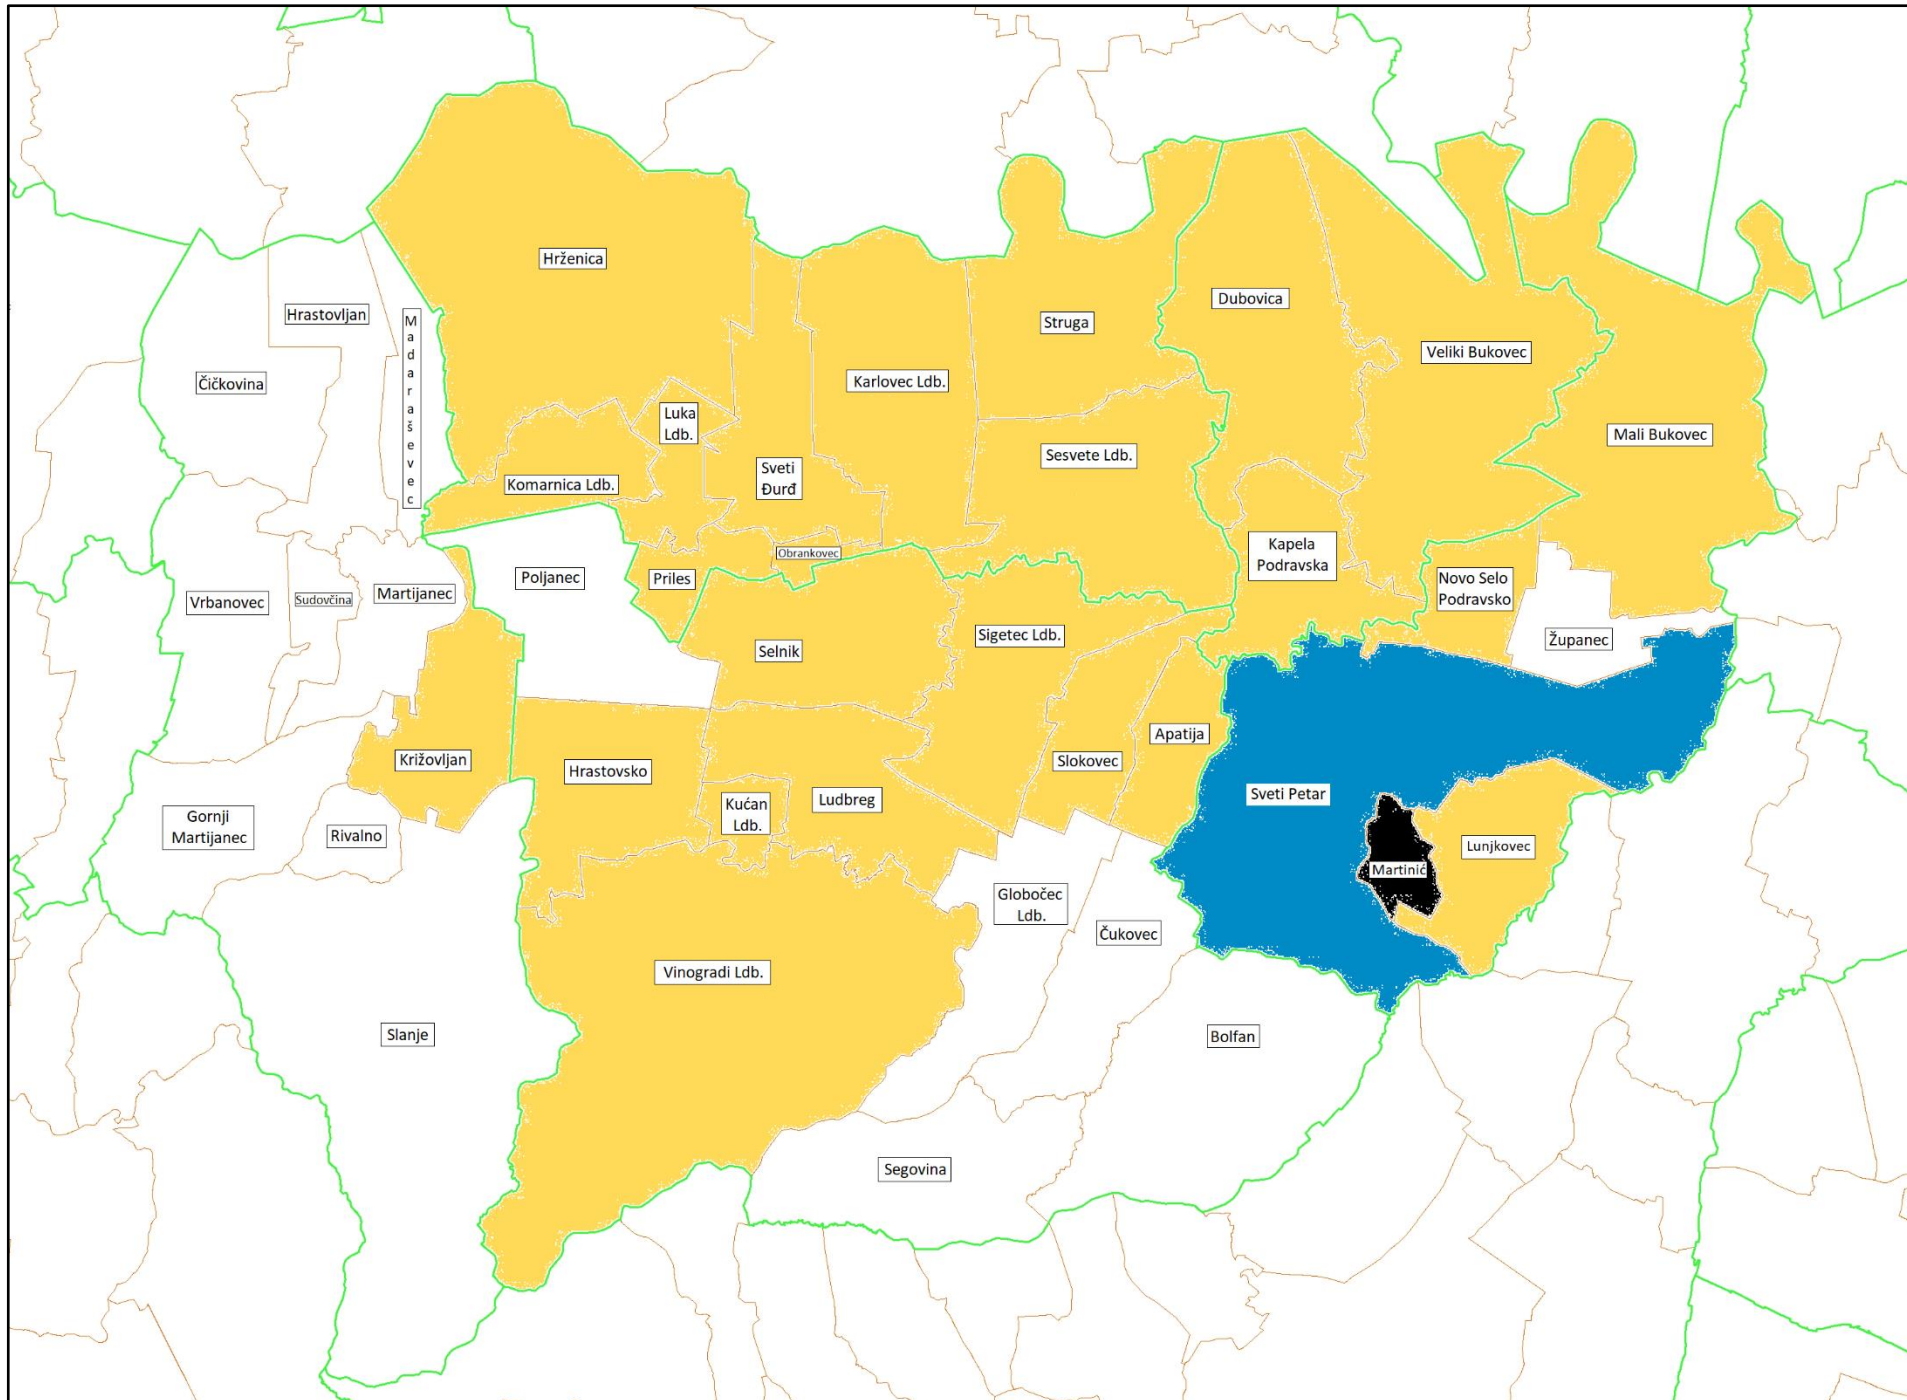 Hrženica
Dubovica
Hrastovljan
Madaraševec
Struga
Veliki Bukovec
Čičkovina
Karlovec Ldb.
Luka
Ldb.
Mali Bukovec
Sesvete Ldb.
Sveti
Đurđ
Komarnica Ldb.
Kapela
Podravska
Obrankovec
Poljanec
Priles
Novo Selo
Podravsko
Vrbanovec
Sudovčina
Martijanec
Sigetec Ldb.
Županec
Selnik
Apatija
Križovljan
Hrastovsko
Slokovec
Sveti Petar
Ludbreg
Kućan
Ldb.
Gornji
Martijanec
Rivalno
Lunjkovec
Martinić
Globočec
Ldb.
Čukovec
Vinogradi Ldb.
Slanje
Bolfan
Segovina